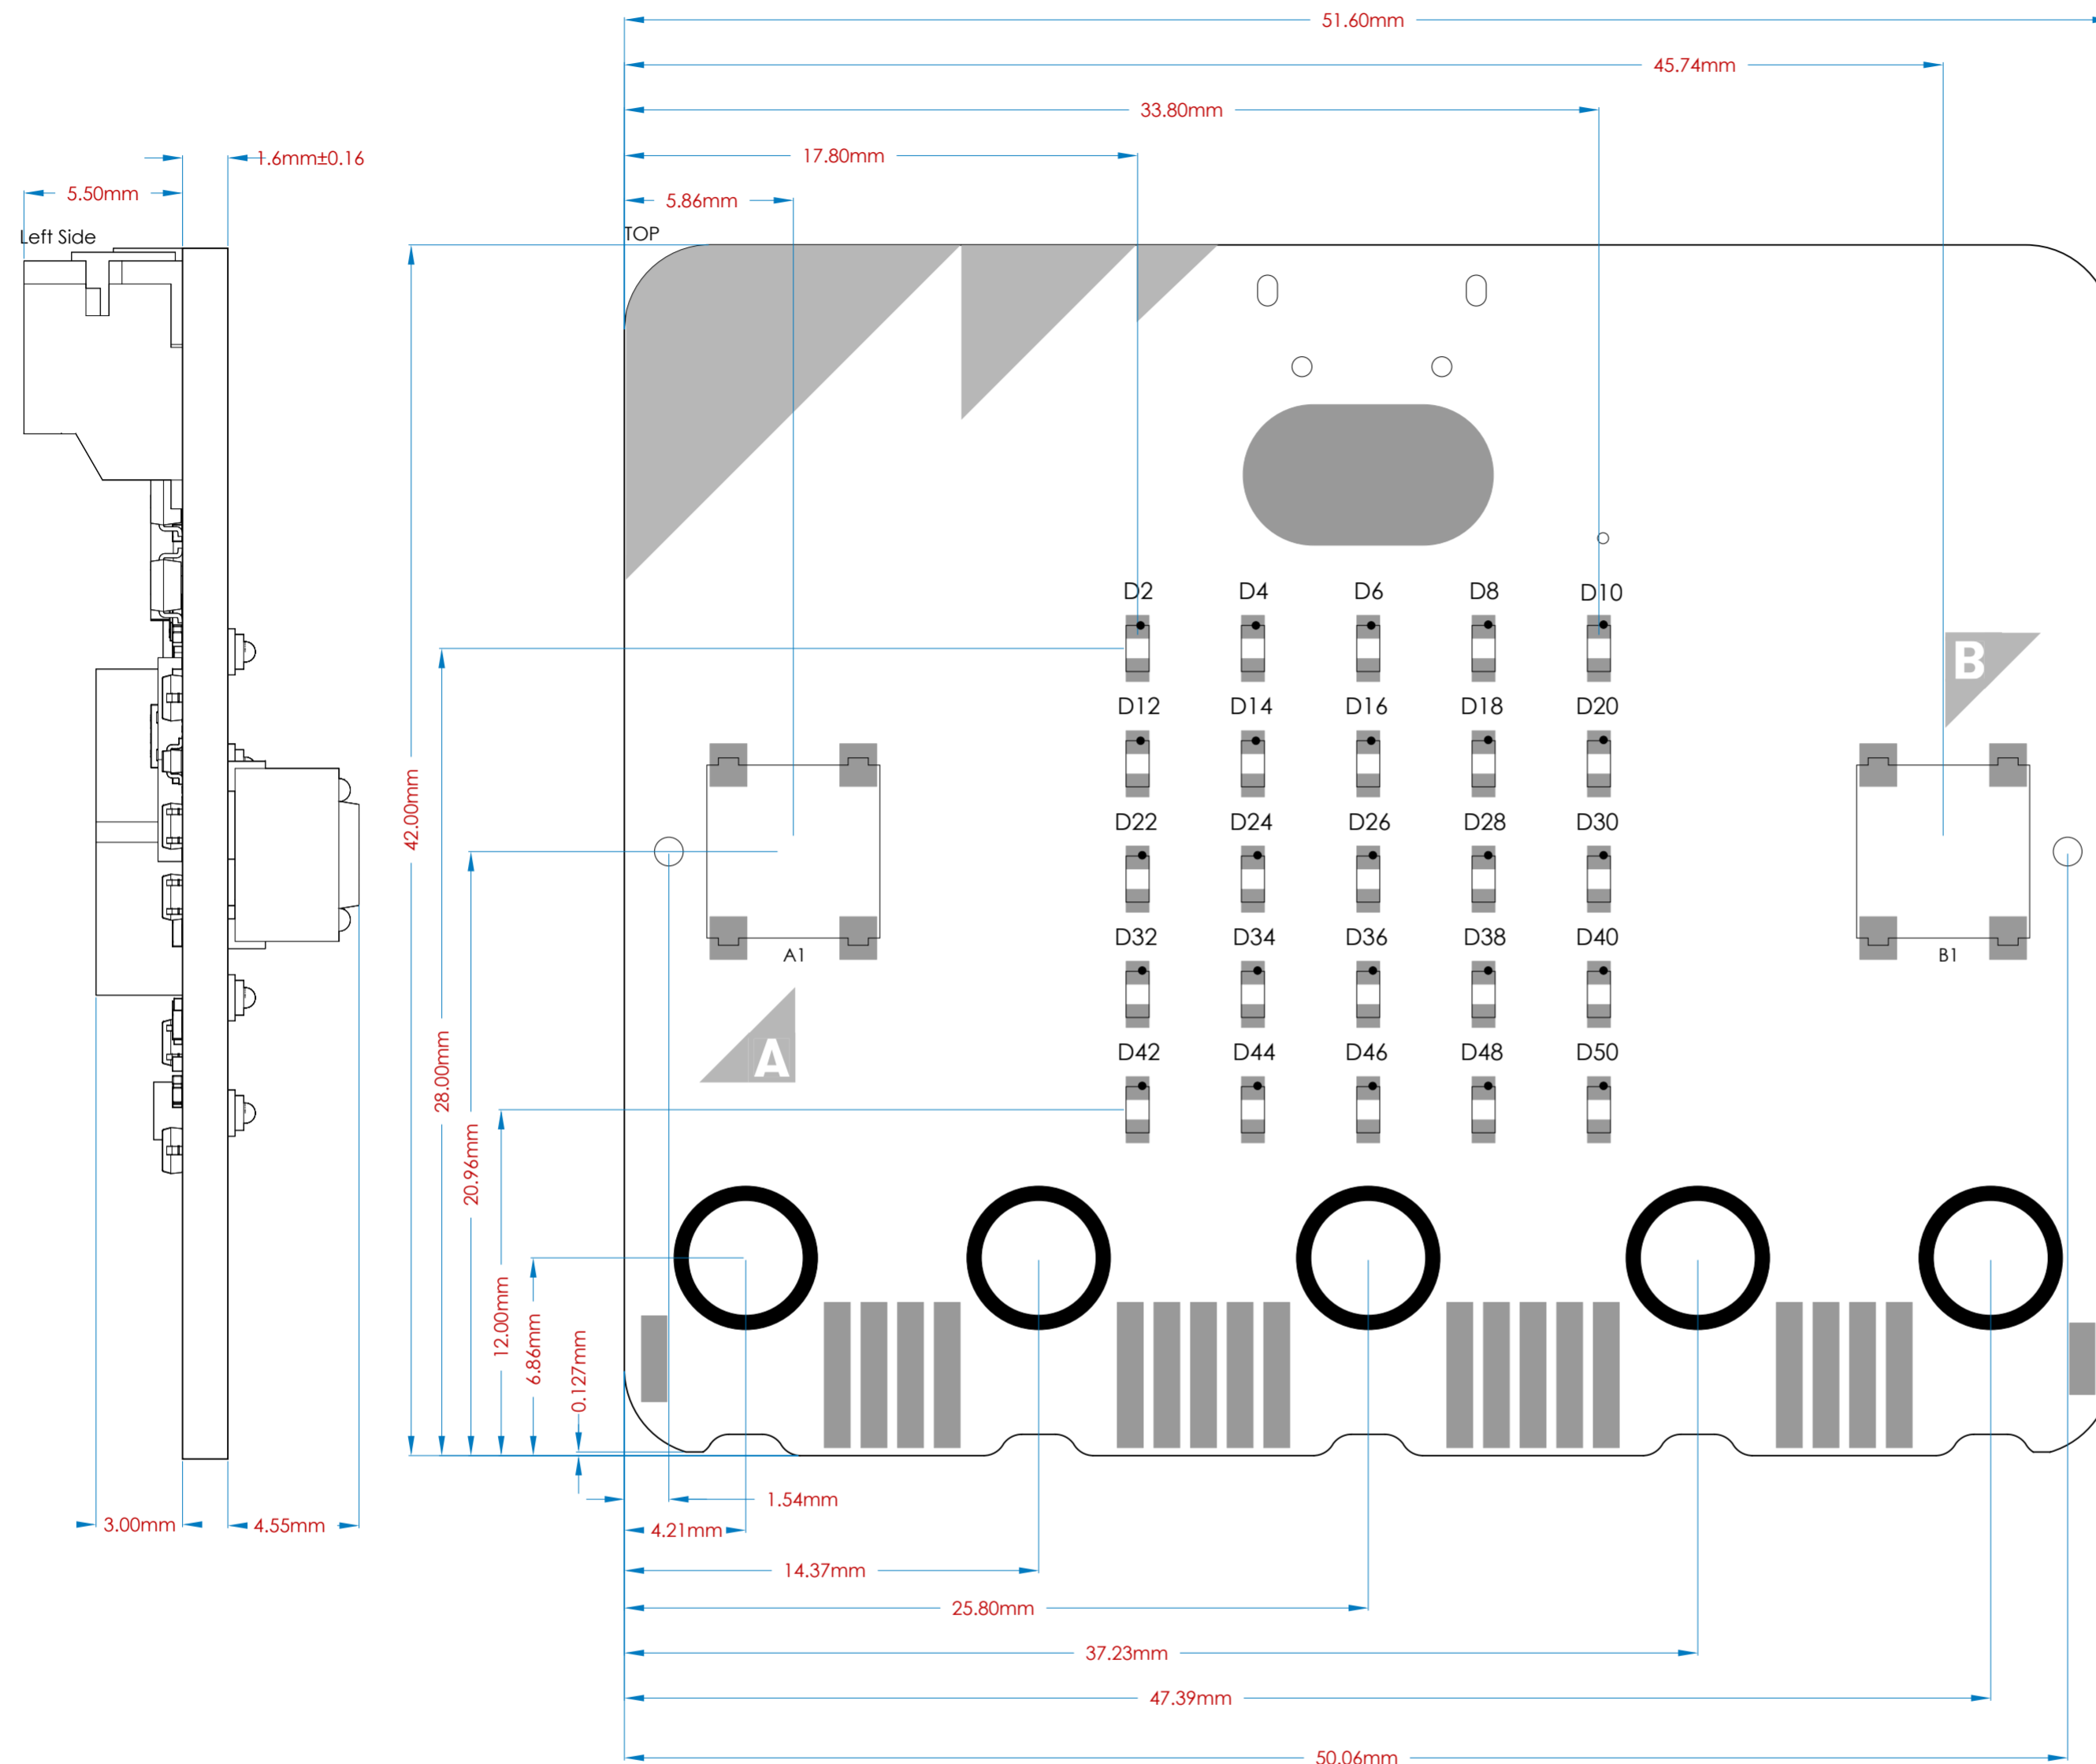 51.60mm
45.74mm
33.80mm
17.80mm
1.6mm±0.16
5.50mm
5.86mm
Left Side
TOP
D2 D4 D6 D8 D10
B
D12 D14 D16 D18 D20
42.00mm
D22 D24 D26 D28 D30
D32 D34 D36 D38 D40
A1
B1
28.00mm
A
D42 D44 D46 D48 D50
20.96mm
12.00mm
6.86mm
0.127mm
1.54mm
3.00mm
4.55mm
4.21mm
14.37mm
25.80mm
37.23mm
47.39mm
50.06mm